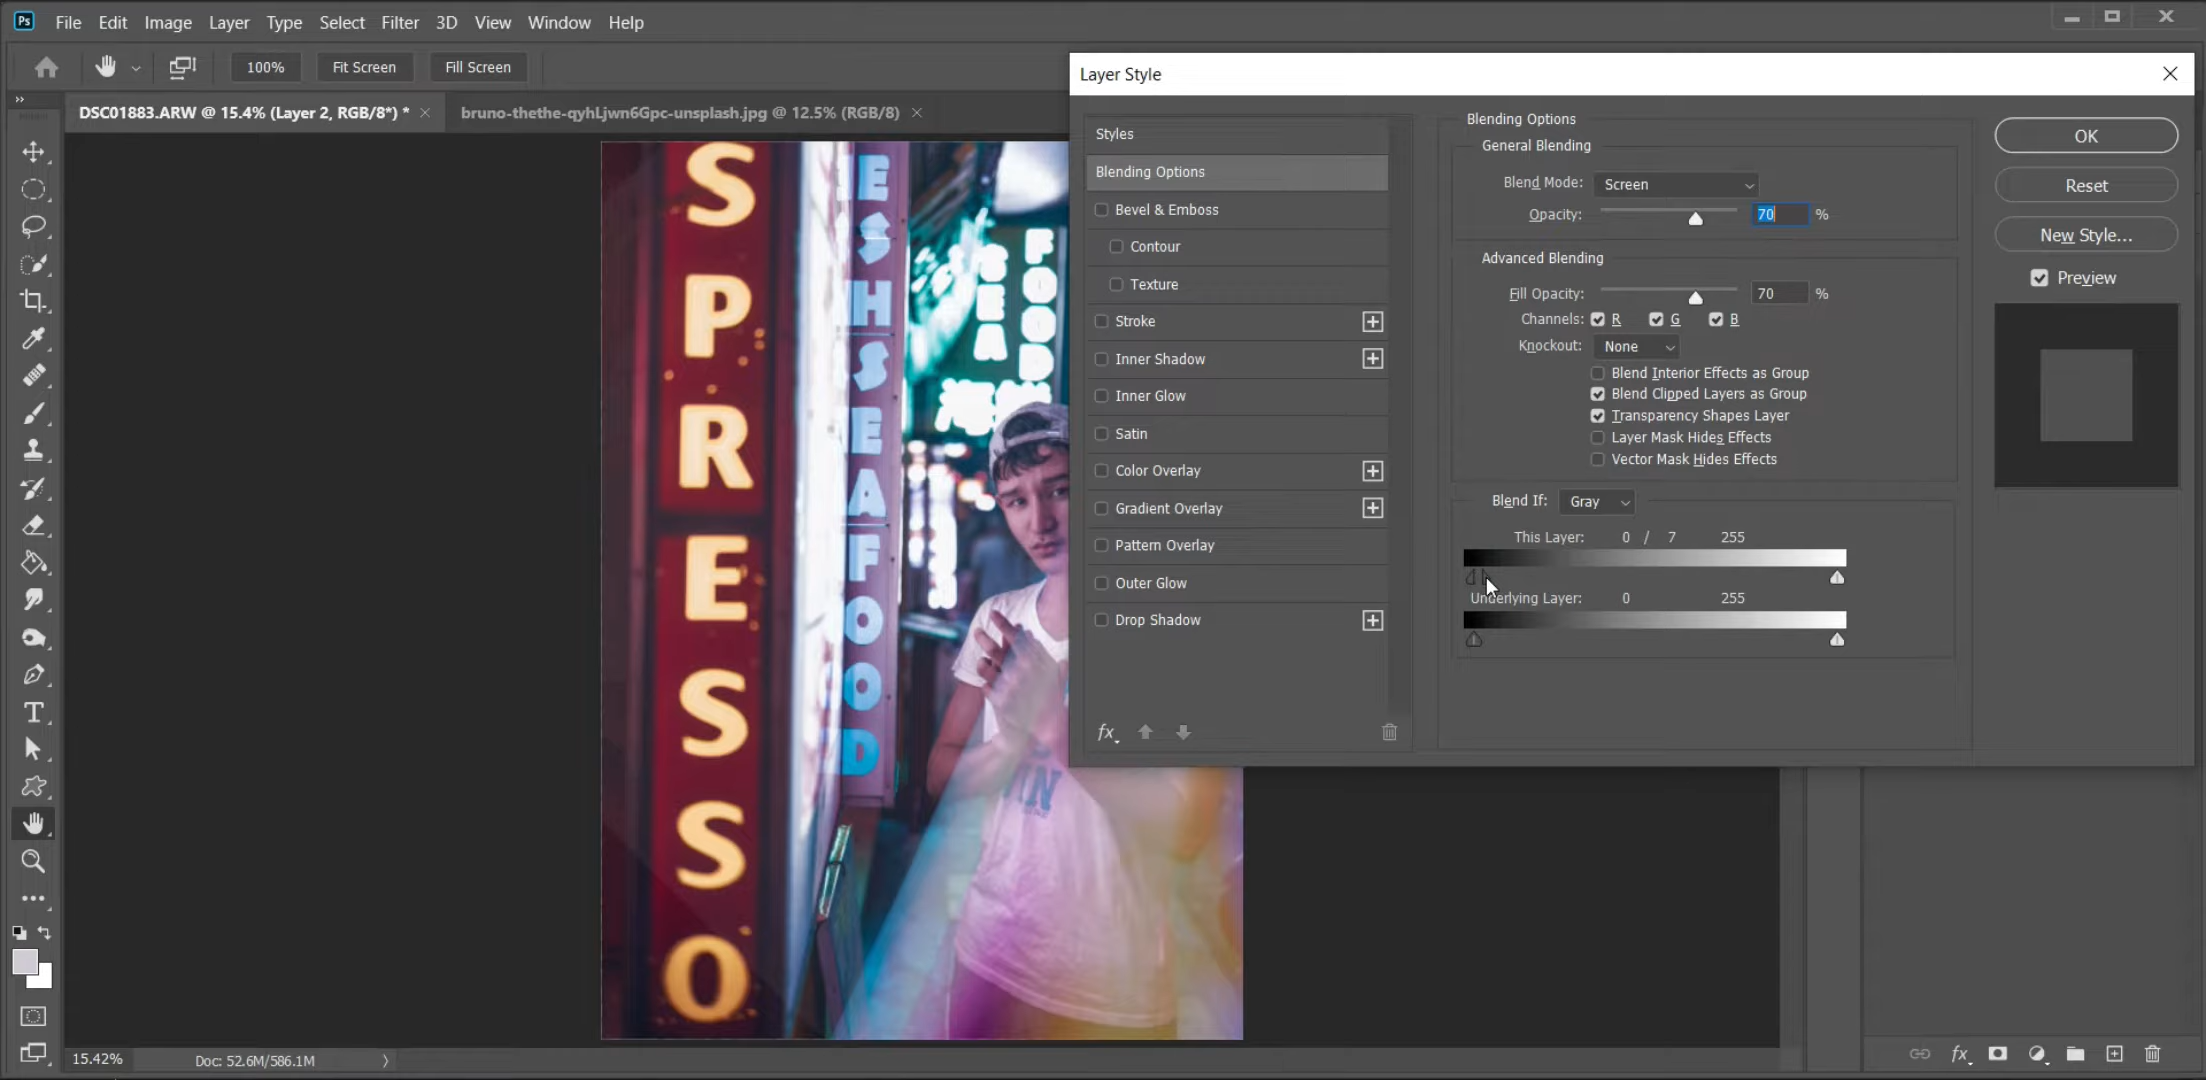 Ps File Edit Image Layer Type Select Filter 3D View Window Help
100% Fit Screen Fill Screen
DSC01883.ARW @ 15.4% (Layer 2, RGB/8*) *
bruno-thethe-qyhLjwn6Gpc-unsplash.jpg @ 12.5% (RGB/8)
SPRESSO
ESHSEAFOOD
SEA
FOOD
Layer Style
Styles
Blending Options
Bevel & Emboss
Contour
Texture
Stroke
Inner Shadow
Inner Glow
Satin
Color Overlay
Gradient Overlay
Pattern Overlay
Outer Glow
Drop Shadow
fx
Blending Options
General Blending
Blend Mode: Screen
Opacity: 70 %
Advanced Blending
Fill Opacity: 70 %
Channels: R G B
Knockout: None
Blend Interior Effects as Group
Blend Clipped Layers as Group
Transparency Shapes Layer
Layer Mask Hides Effects
Vector Mask Hides Effects
Blend If: Gray
This Layer: 0 / 7 255
Underlying Layer: 0 255
OK
Reset
New Style...
Preview
15.42% Doc: 52.6M/586.1M
fx